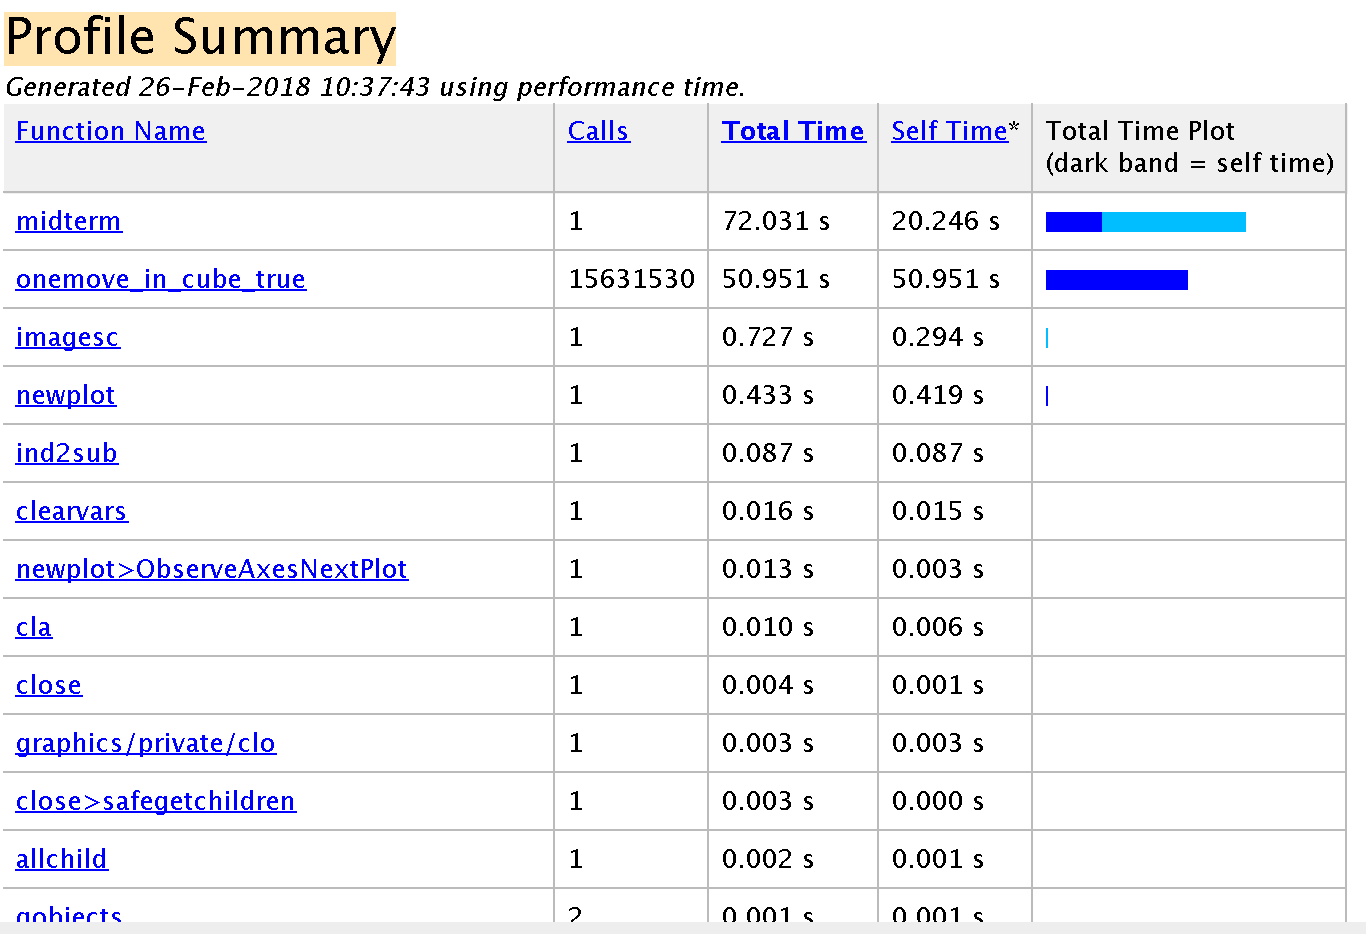 Profile Summary
Generated 26-Feb-2018 10:37:43 using performance time.
Function Name Calls Total Time Self Time* Total Time Plot
(dark band = self time)
midterm 1 72.031 s 20.246 s
onemove_in_cube_true 15631530 50.951 s 50.951 s
imagesc 1 0.727 s 0.294 s
newplot 1 0.433 s 0.419 s
ind2sub 1 0.087 s 0.087 s
clearvars 1 0.016 s 0.015 s
newplot>ObserveAxesNextPlot 1 0.013 s 0.003 s
cla 1 0.010 s 0.006 s
close 1 0.004 s 0.001 s
graphics/private/clo 1 0.003 s 0.003 s
close>safegetchildren 1 0.003 s 0.000 s
allchild 1 0.002 s 0.001 s
gobjects 2 0.001 s 0.001 s